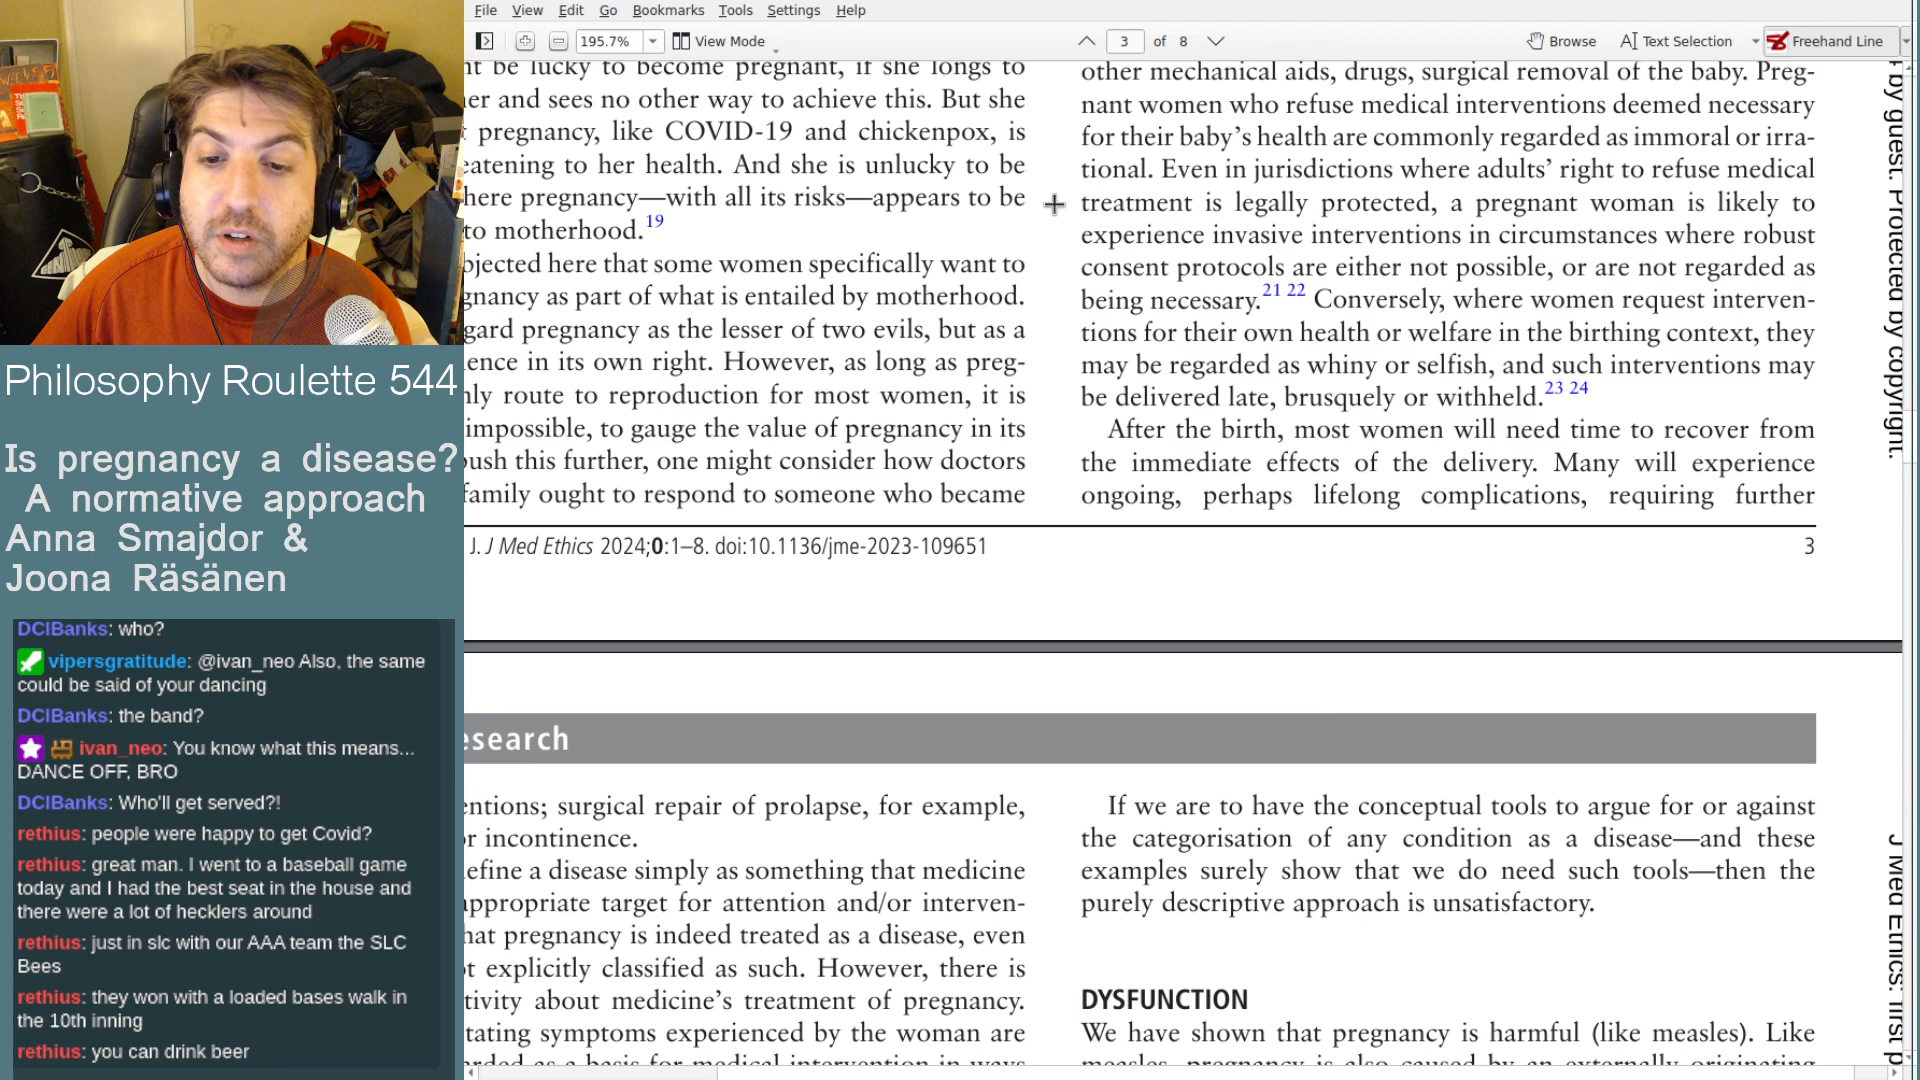 File View Edit Go Bookmarks Tools Settings Help
195.7% View Mode 3 of 8 Browse Text Selection Freehand Line
Philosophy Roulette 544
Is pregnancy a disease?
A normative approach
Anna Smajdor &
Joona Räsänen
DCIBanks: who?
vipersgratitude: @ivan_neo Also, the same
could be said of your dancing
DCIBanks: the band?
ivan_neo: You know what this means...
DANCE OFF, BRO
DCIBanks: Who'll get served?!
rethius: people were happy to get Covid?
rethius: great man. I went to a baseball game
today and I had the best seat in the house and
there were a lot of hecklers around
rethius: just in slc with our AAA team the SLC
Bees
rethius: they won with a loaded bases walk in
the 10th inning
rethius: you can drink beer
be lucky to become pregnant, if she longs to
er and sees no other way to achieve this. But she
pregnancy, like COVID-19 and chickenpox, is
eatening to her health. And she is unlucky to be
here pregnancy—with all its risks—appears to be
to motherhood.19
bjected here that some women specifically want to
gnancy as part of what is entailed by motherhood.
gard pregnancy as the lesser of two evils, but as a
ence in its own right. However, as long as preg-
nly route to reproduction for most women, it is
impossible, to gauge the value of pregnancy in its
ush this further, one might consider how doctors
family ought to respond to someone who became
other mechanical aids, drugs, surgical removal of the baby. Preg-
nant women who refuse medical interventions deemed necessary
for their baby's health are commonly regarded as immoral or irra-
tional. Even in jurisdictions where adults' right to refuse medical
treatment is legally protected, a pregnant woman is likely to
experience invasive interventions in circumstances where robust
consent protocols are either not possible, or are not regarded as
being necessary.21 22 Conversely, where women request interven-
tions for their own health or welfare in the birthing context, they
may be regarded as whiny or selfish, and such interventions may
be delivered late, brusquely or withheld.23 24
After the birth, most women will need time to recover from
the immediate effects of the delivery. Many will experience
ongoing, perhaps lifelong complications, requiring further
J. J Med Ethics 2024;0:1–8. doi:10.1136/jme-2023-109651 3
esearch
entions; surgical repair of prolapse, for example,
r incontinence.
efine a disease simply as something that medicine
appropriate target for attention and/or interven-
hat pregnancy is indeed treated as a disease, even
t explicitly classified as such. However, there is
tivity about medicine's treatment of pregnancy.
tating symptoms experienced by the woman are
arded as a basis for medical intervention in ways
If we are to have the conceptual tools to argue for or against
the categorisation of any condition as a disease—and these
examples surely show that we do need such tools—then the
purely descriptive approach is unsatisfactory.
DYSFUNCTION
We have shown that pregnancy is harmful (like measles). Like
measles, pregnancy is also caused by an externally originating
by guest. Protected by copyright.
J Med Ethics: first p